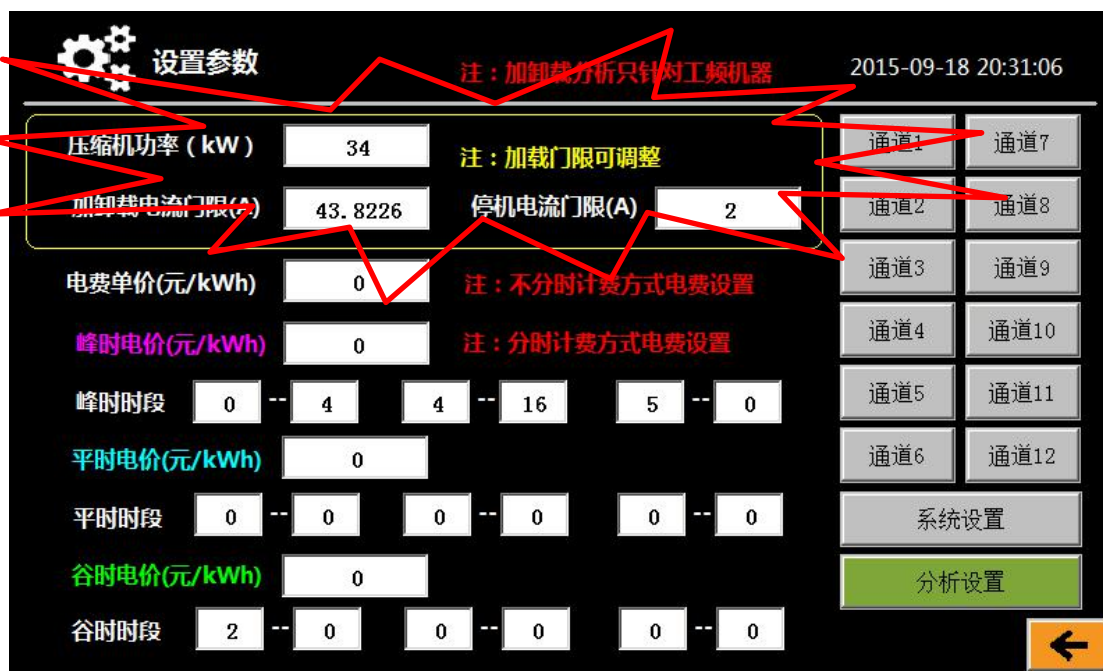 设置参数 注：加卸载分析只针对工频机器 2015-09-18 20:31:06
压缩机功率（kW） 34 注：加载门限可调整 通道1 通道7
加卸载电流门限(A) 43.8226 停机电流门限(A) 2 通道2 通道8
电费单价(元/kWh) 0 注：不分时计费方式电费设置 通道3 通道9
峰时电价(元/kWh) 0 注：分时计费方式电费设置 通道4 通道10
峰时时段 0 -- 4 4 -- 16 5 -- 0 通道5 通道11
平时电价(元/kWh) 0 通道6 通道12
平时时段 0 -- 0 0 -- 0 0 -- 0 系统设置
谷时电价(元/kWh) 0 分析设置
谷时时段 2 -- 0 0 -- 0 0 -- 0